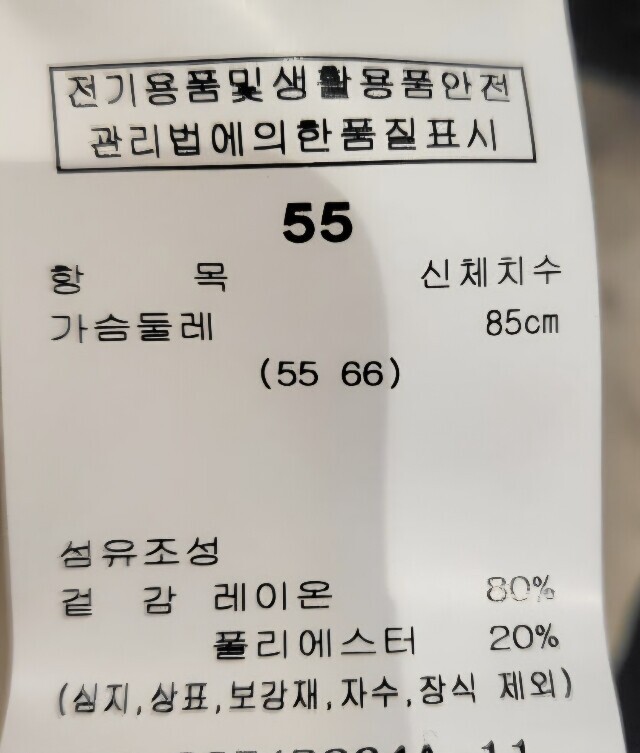 전기용품및생활용품안전
관리법에의한품질표시
55
항 목 신체치수
가슴둘레 85cm
(55 66)
섬유조성
겉 감 레이온 80%
폴리에스터 20%
(심지,상표,보강재,자수,장식 제외)